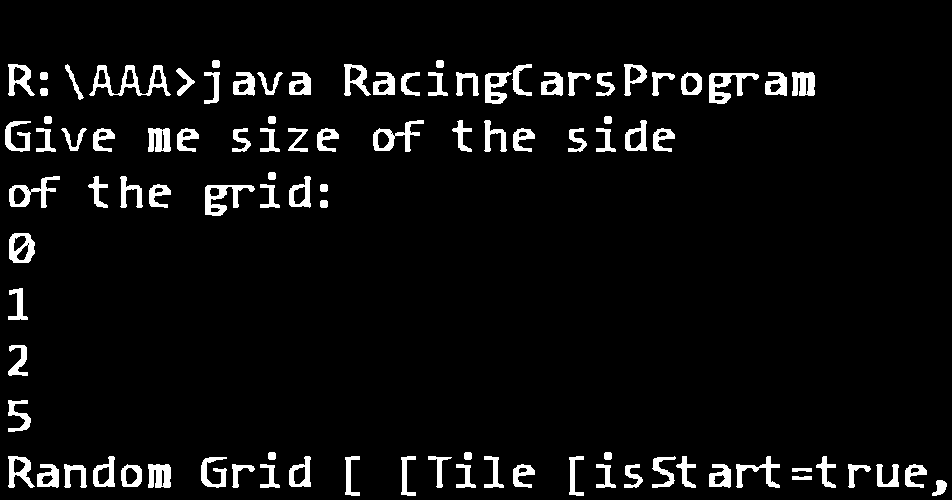 R:\AAA>java RacingCarsProgram
Give me size of the side
of the grid:
0
1
2
5
Random Grid [ [Tile [isStart=true,